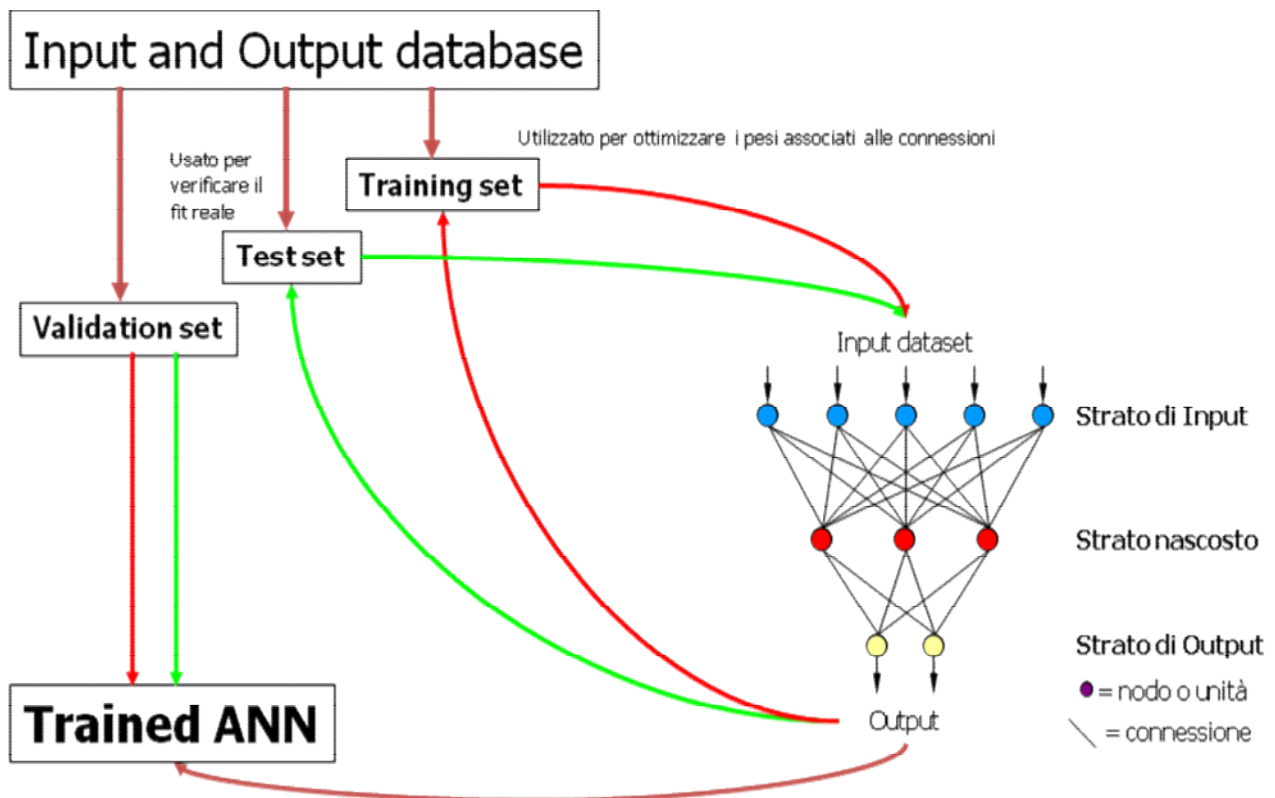 Input and Output database
Utilizzato per ottimizzare i pesi associati alle connessioni
Usato per
verificare il
fit reale
Training set
Test set
Validation set
Input dataset
Strato di Input
Strato nascosto
Strato di Output
= nodo o unità
Trained ANN
Output
= connessione